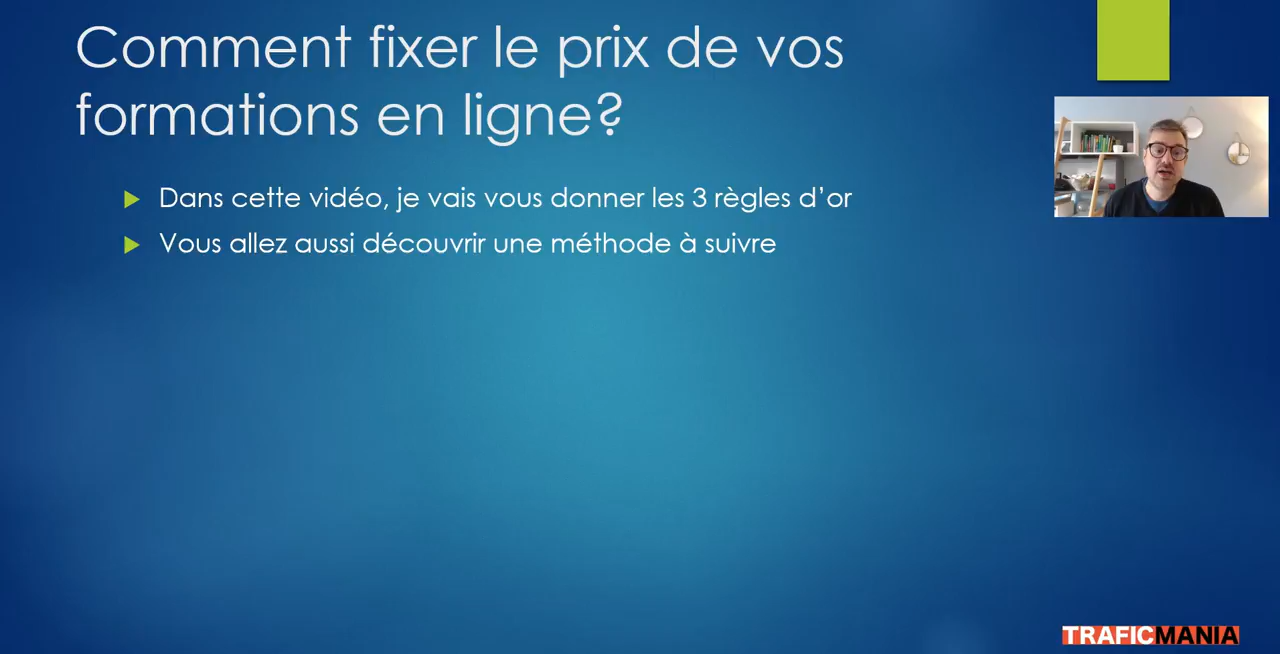 Comment fixer le prix de vos
formations en ligne?
Dans cette vidéo, je vais vous donner les 3 règles d’or
Vous allez aussi découvrir une méthode à suivre
TRAFICMANIA